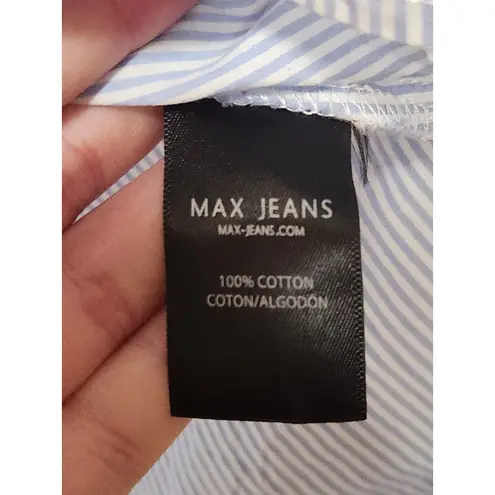 MAX JEANS
MAX-JEANS.COM
100% COTTON
COTON/ALGODÓN